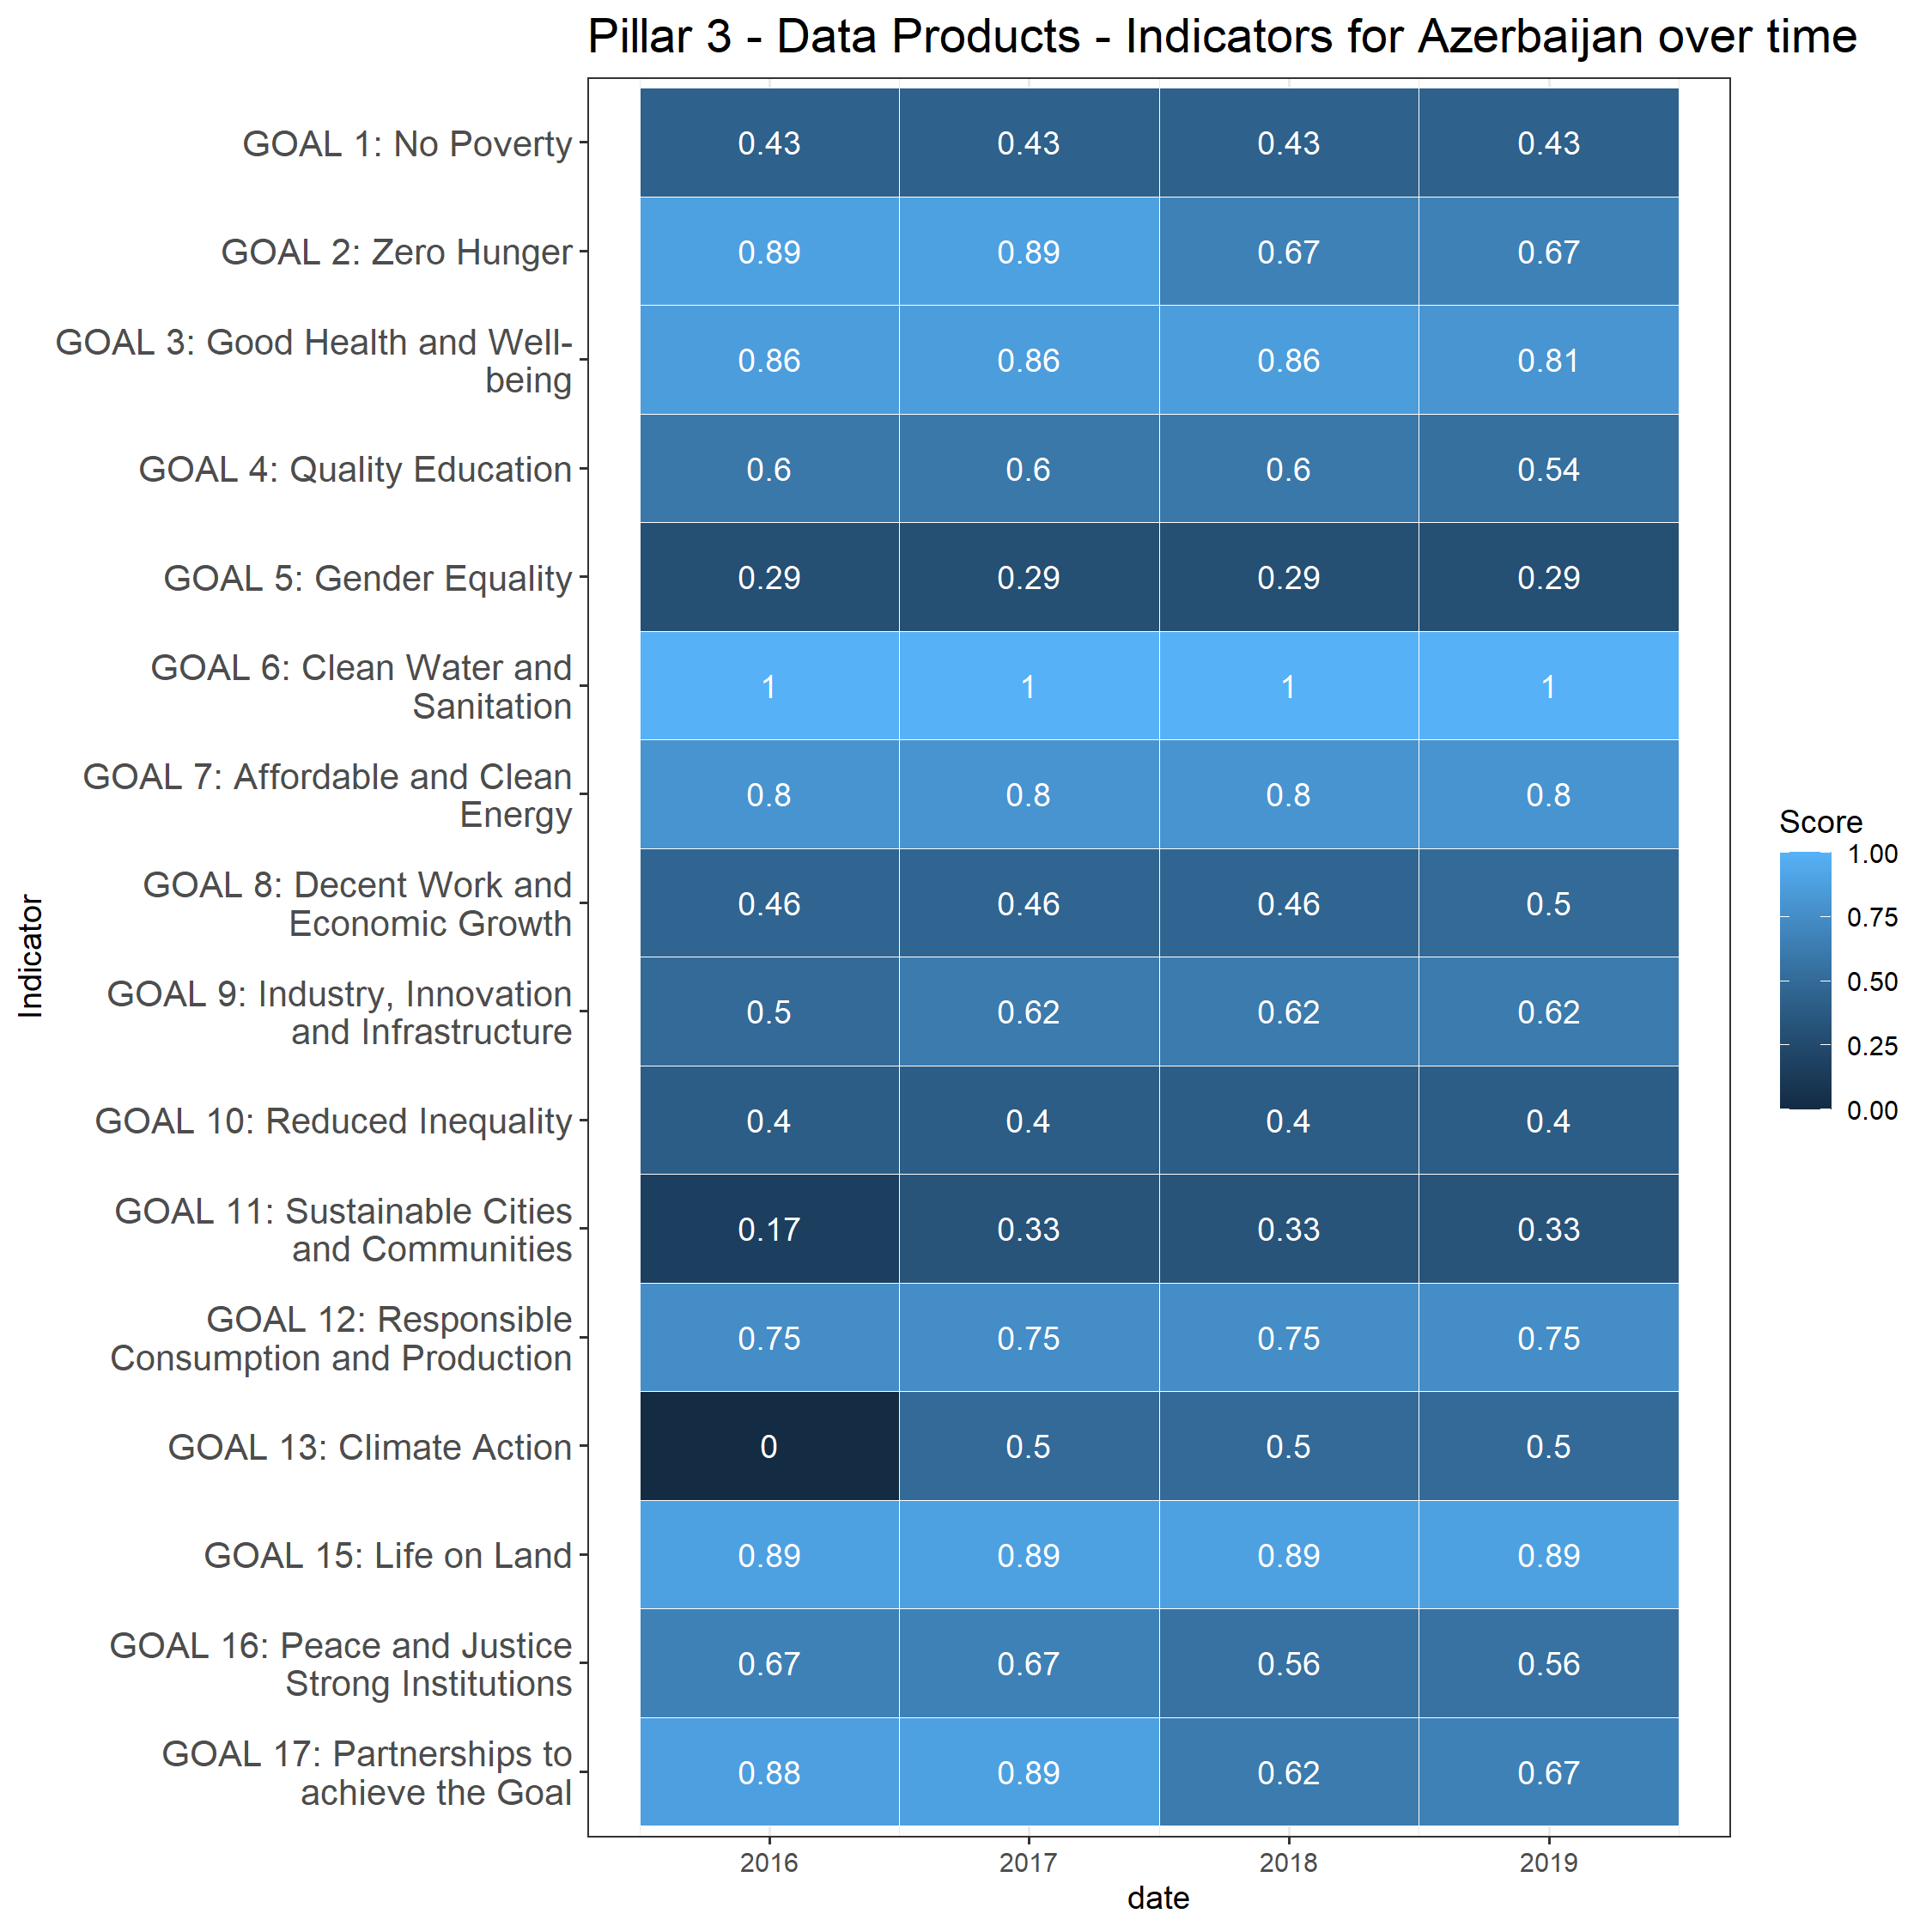 Pillar 3 - Data Products - Indicators for Azerbaijan over time
Indicator
GOAL 1: No Poverty
0.43 0.43 0.43 0.43
GOAL 2: Zero Hunger
0.89 0.89 0.67 0.67
GOAL 3: Good Health and Well-
being
0.86 0.86 0.86 0.81
GOAL 4: Quality Education
0.6 0.6 0.6 0.54
GOAL 5: Gender Equality
0.29 0.29 0.29 0.29
GOAL 6: Clean Water and
Sanitation
1 1 1 1
GOAL 7: Affordable and Clean
Energy
0.8 0.8 0.8 0.8
GOAL 8: Decent Work and
Economic Growth
0.46 0.46 0.46 0.5
GOAL 9: Industry, Innovation
and Infrastructure
0.5 0.62 0.62 0.62
GOAL 10: Reduced Inequality
0.4 0.4 0.4 0.4
GOAL 11: Sustainable Cities
and Communities
0.17 0.33 0.33 0.33
GOAL 12: Responsible
Consumption and Production
0.75 0.75 0.75 0.75
GOAL 13: Climate Action
0 0.5 0.5 0.5
GOAL 15: Life on Land
0.89 0.89 0.89 0.89
GOAL 16: Peace and Justice
Strong Institutions
0.67 0.67 0.56 0.56
GOAL 17: Partnerships to
achieve the Goal
0.88 0.89 0.62 0.67
2016 2017 2018 2019
date
Score
1.00
0.75
0.50
0.25
0.00